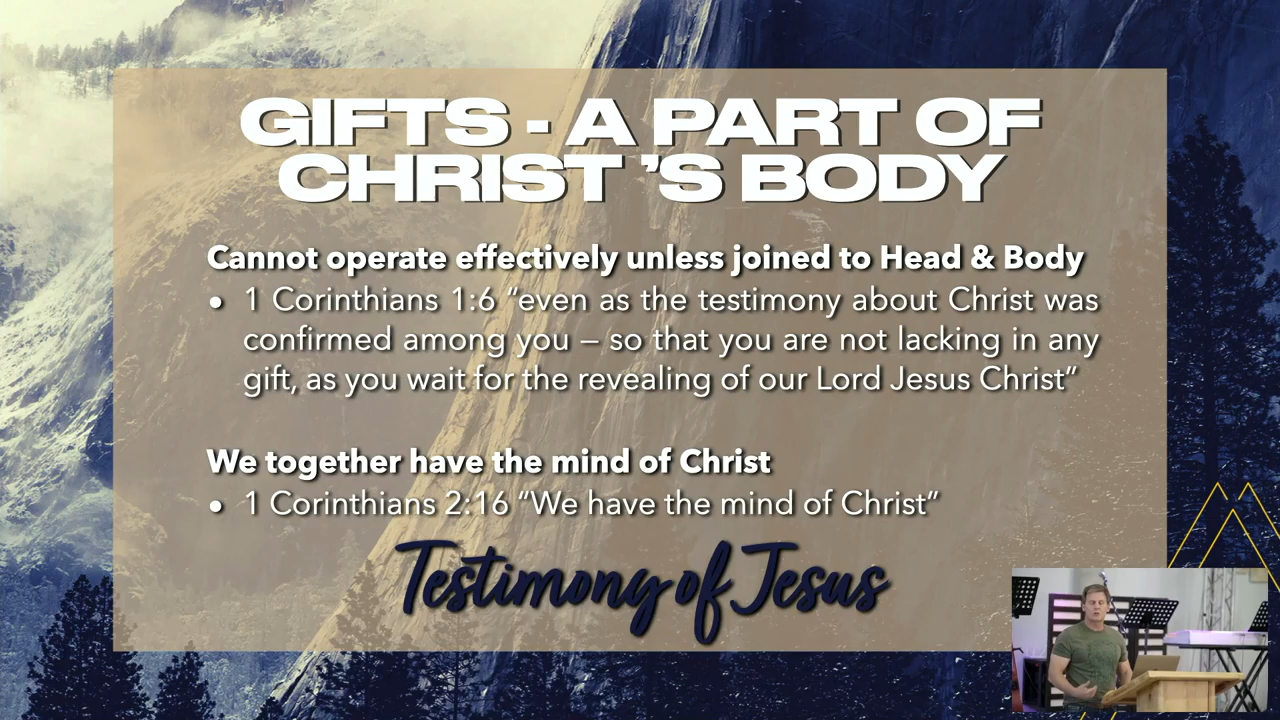 GIFTS - A PART OF
CHRIST 'S BODY
Cannot operate effectively unless joined to Head & Body
• 1 Corinthians 1:6 “even as the testimony about Christ was
confirmed among you – so that you are not lacking in any
gift, as you wait for the revealing of our Lord Jesus Christ”
We together have the mind of Christ
• 1 Corinthians 2:16 “We have the mind of Christ”
Testimony of Jesus